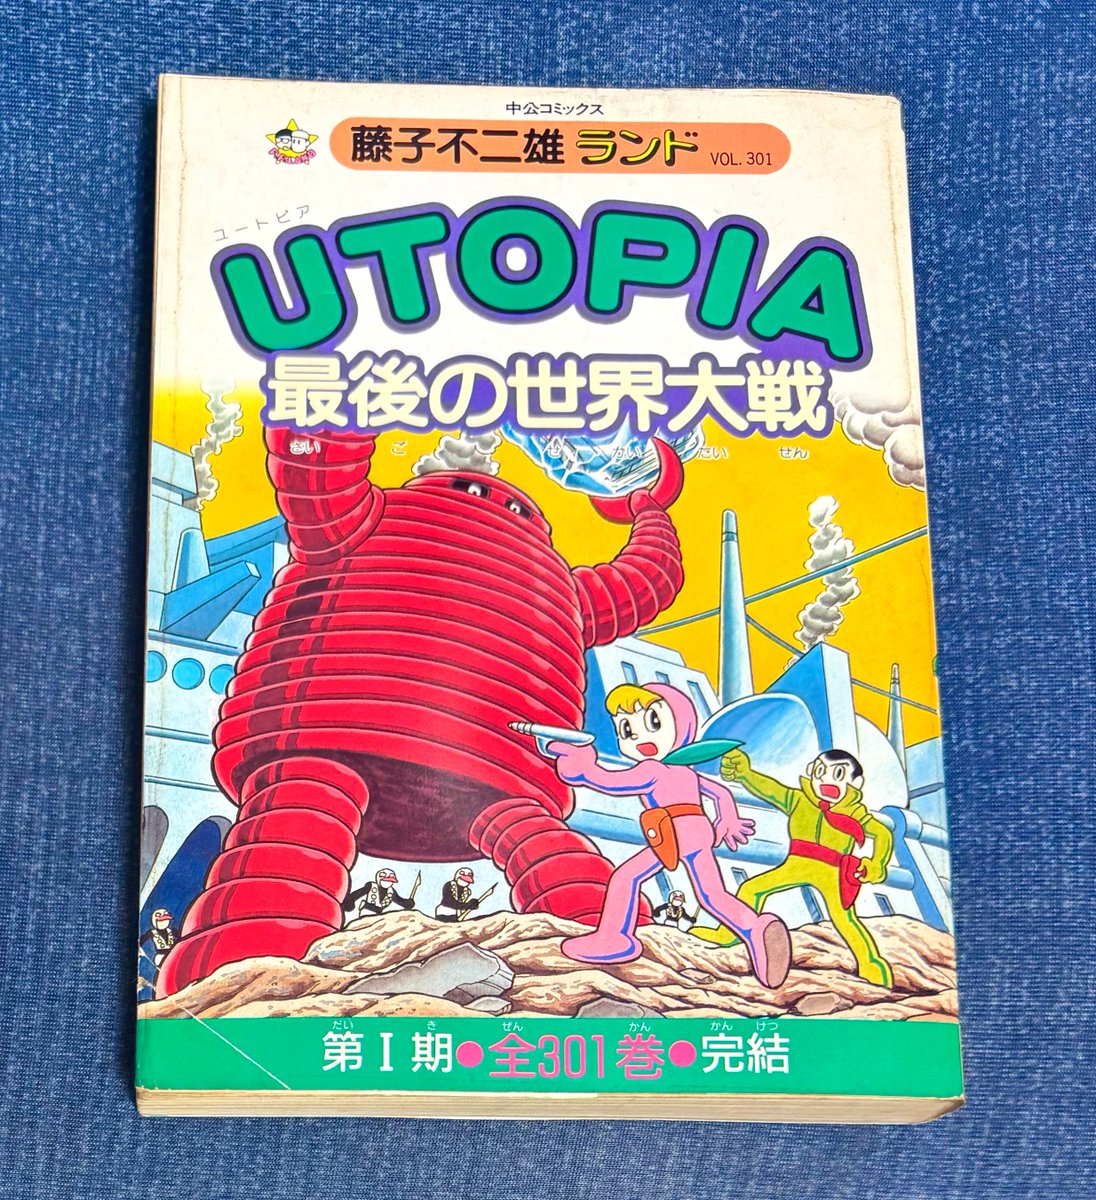 中公コミックス
藤子不二雄ランド VOL. 301
ユートピア
UTOPIA
最後の世界大戦
さい ご せ かい たい せん
だい き ぜん かん かん けつ
第I期●全301巻●完結